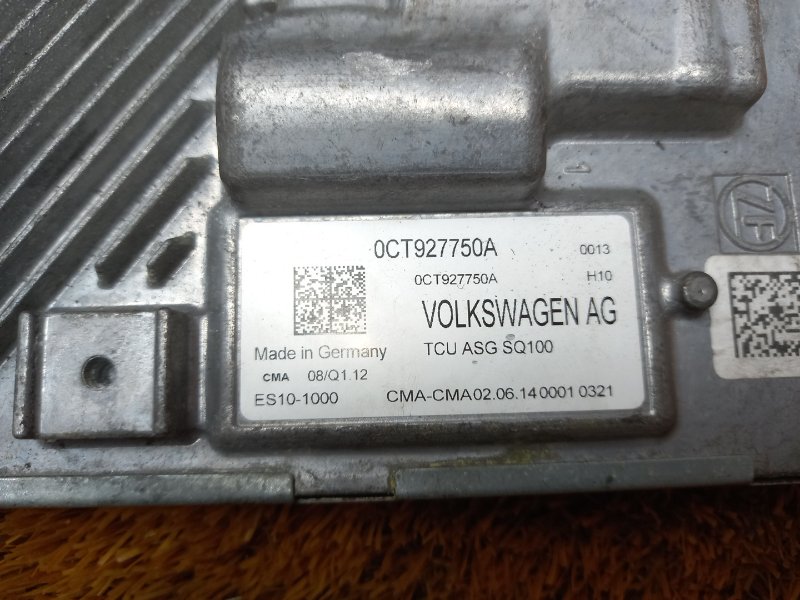 0CT927750A 0013
0CT927750A H10
VOLKSWAGEN AG
Made in Germany TCU ASG SQ100
CMA 08/Q1.12
ES10-1000 CMA-CMA02.06.14 0001 0321
1
ZF